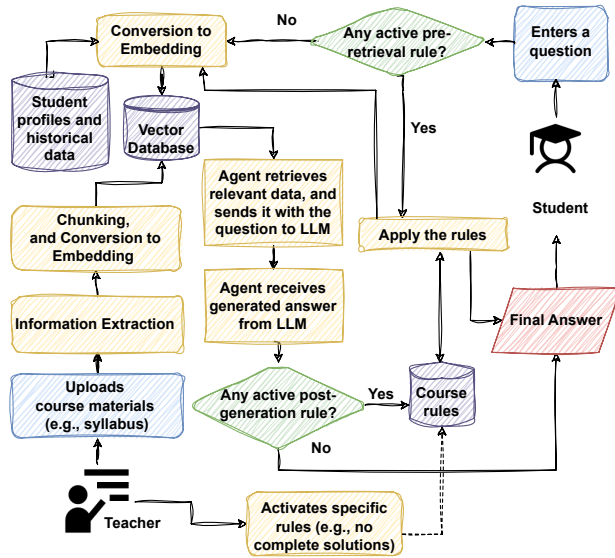 Conversion to
Embedding
No
Any active pre-
retrieval rule?
Enters a
question
Student
profiles and
historical
data
Vector
Database
Yes
Agent retrieves
relevant data, and
sends it with the
question to LLM
Student
Chunking,
and Conversion to
Embedding
Apply the rules
Agent receives
generated answer
from LLM
Information Extraction
Final Answer
Uploads
course materials
(e.g., syllabus)
Any active post-
generation rule?
Yes
Course
rules
No
Teacher
Activates specific
rules (e.g., no
complete solutions)